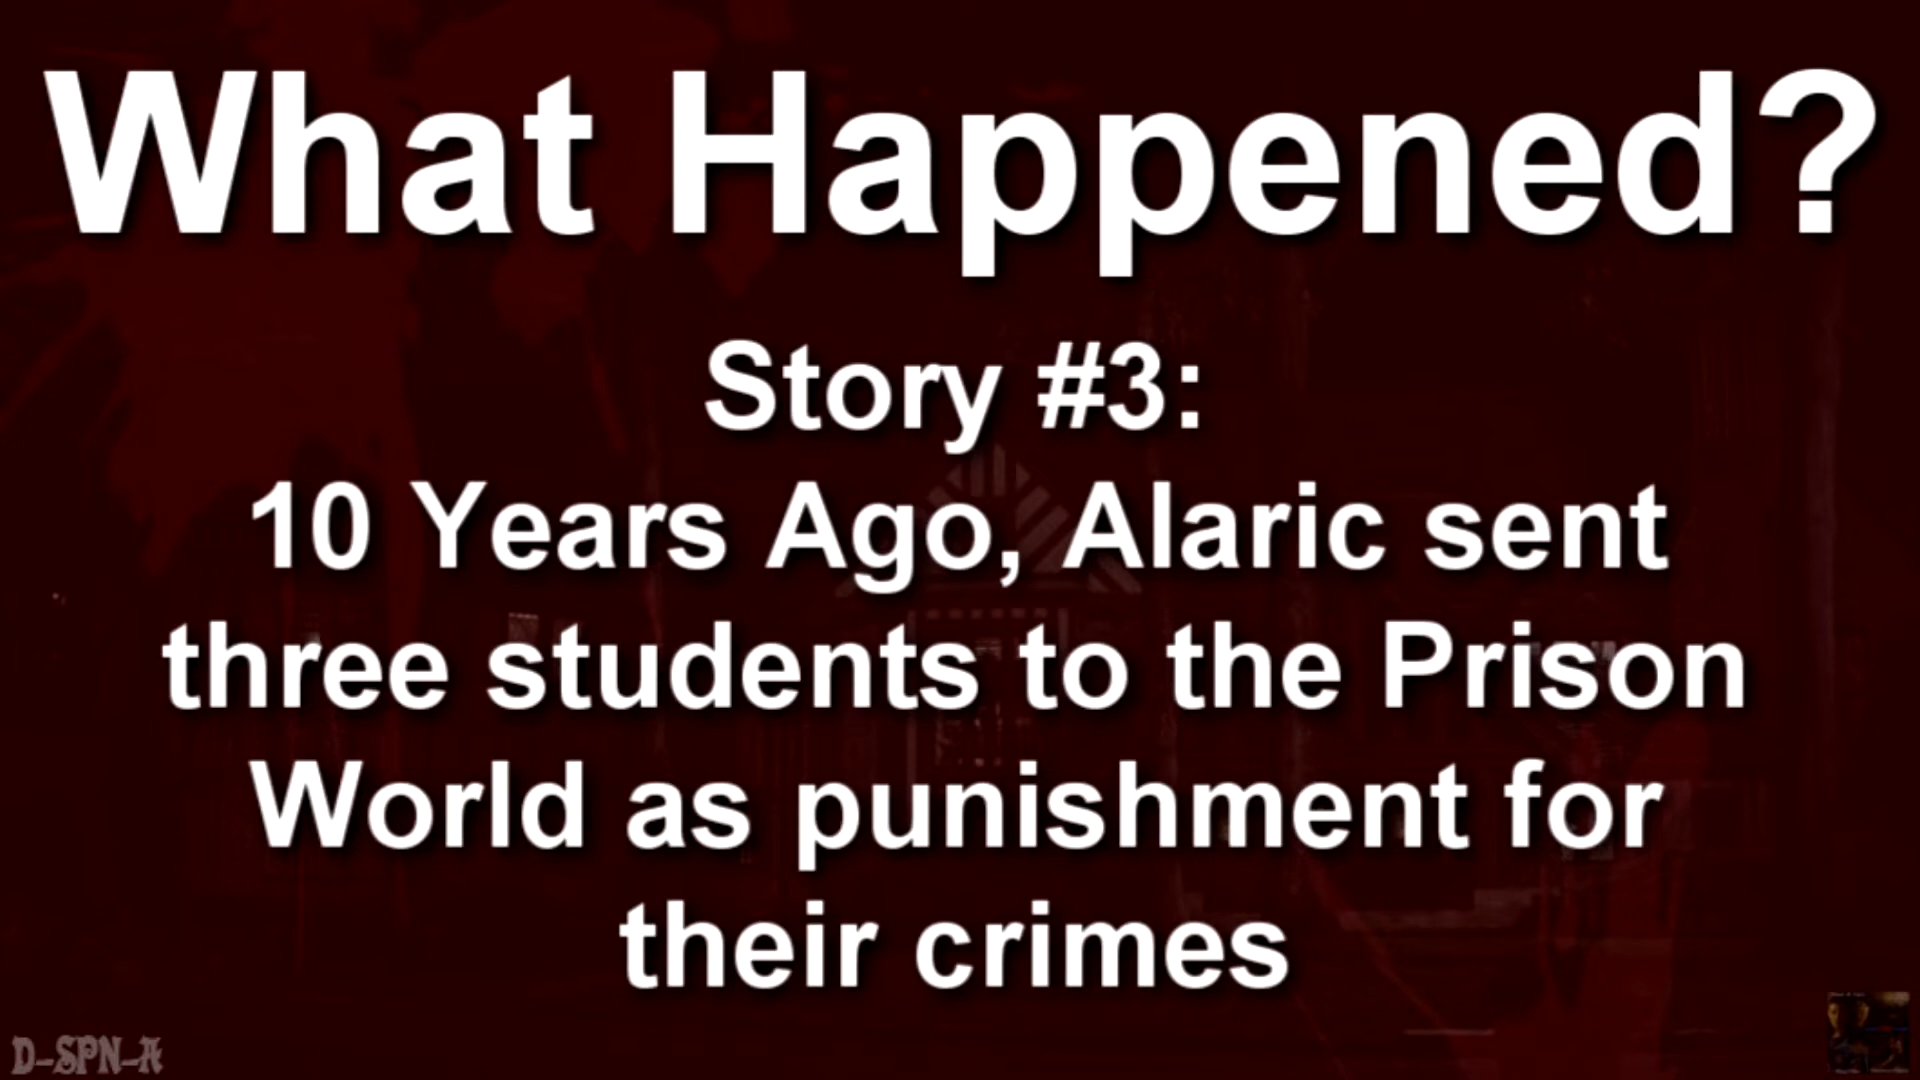 What Happened?
Story #3:
10 Years Ago, Alaric sent
three students to the Prison
World as punishment for
their crimes
D-SPN-A